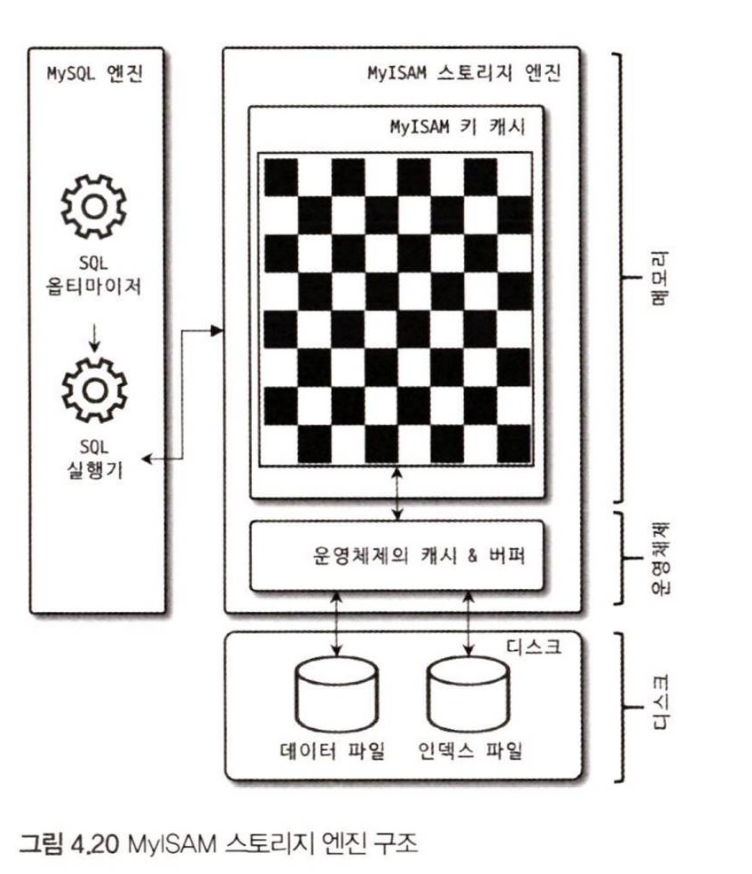 MySQL 엔진
SQL
옵티마이저
SQL
실행기
MyISAM 스토리지 엔진
MyISAM 키 캐시
운영체제의 캐시 & 버퍼
디스크
데이터 파일
인덱스 파일
메모리
운영체제
디스크
그림 4.20 MyISAM 스토리지 엔진 구조